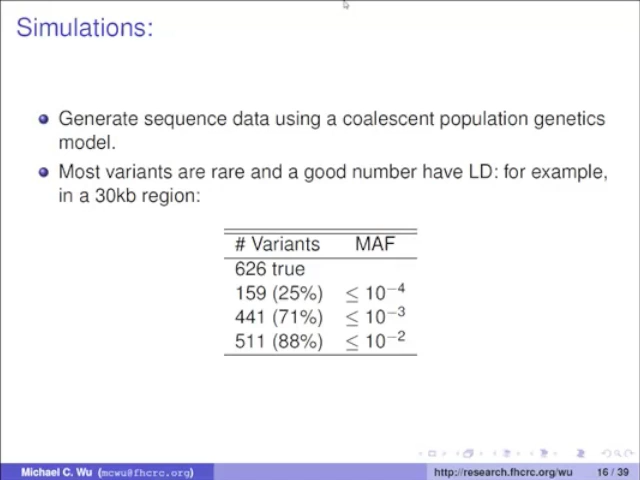 Simulations:
Generate sequence data using a coalescent population genetics
model.
Most variants are rare and a good number have LD: for example,
in a 30kb region:
# Variants MAF
626 true
159 (25%) ≤ 10⁻⁴
441 (71%) ≤ 10⁻³
511 (88%) ≤ 10⁻²
Michael C. Wu (mcwu@fhcrc.org) http://research.fhcrc.org/wu 16 / 39